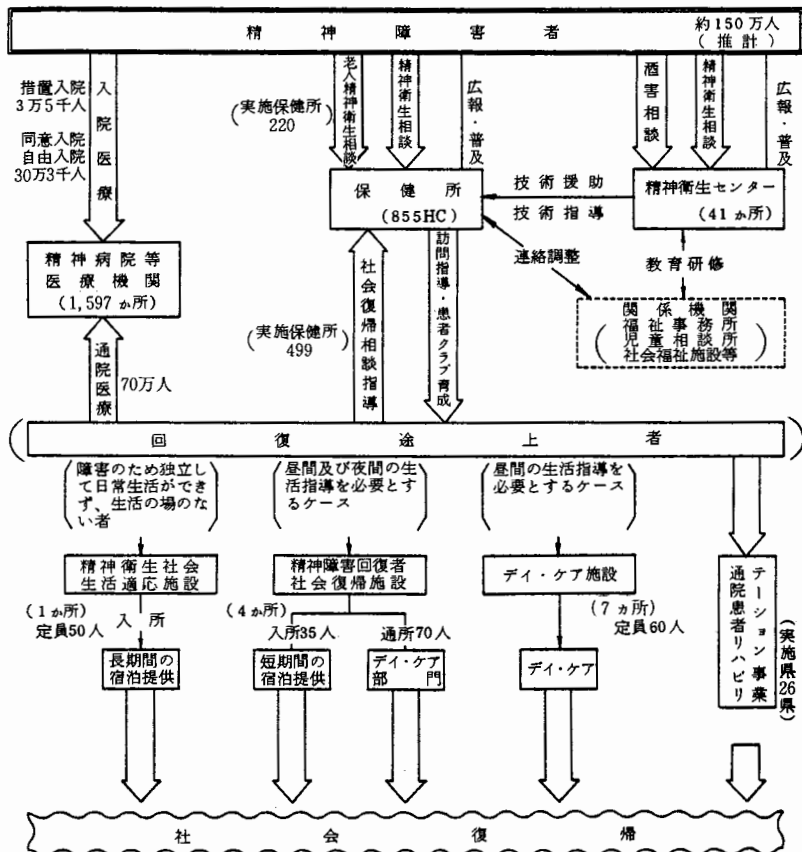 精神障害者
約150万人
(推計)
措置入院
3万5千人
同意入院
自由入院
30万3千人
入院医療
(実施保健所)
220
老人精神衛生相談
精神衛生相談
広報・普及
酒害相談
精神衛生相談
広報・普及
保健所
(855HC)
技術援助
技術指導
精神衛生センター
(41か所)
精神病院等
医療機関
(1,597か所)
連絡調整
教育研修
関係機関
福祉事務所
児童相談所
社会福祉施設等
通院医療
70万人
(実施保健所)
499
社会復帰相談指導
訪問指導・患者クラブ育成
(回復途上者)
(障害のため独立し
て日常生活ができ
ず、生活の場のな
い者)
(昼間及び夜間の生
活指導を必要とす
るケース)
(昼間の生活指導を
必要とするケース)
精神衛生社会
生活適応施設
精神障害回復者
社会復帰施設
デイ・ケア施設
通院患者リハビリ
テーション事業
(実施県26県)
(1か所)
定員50人
入所
(4か所)
入所35人
通所70人
(7ヵ所)
定員60人
長期間の
宿泊提供
短期間の
宿泊提供
デイ・ケア
部門
デイ・ケア
社会復帰